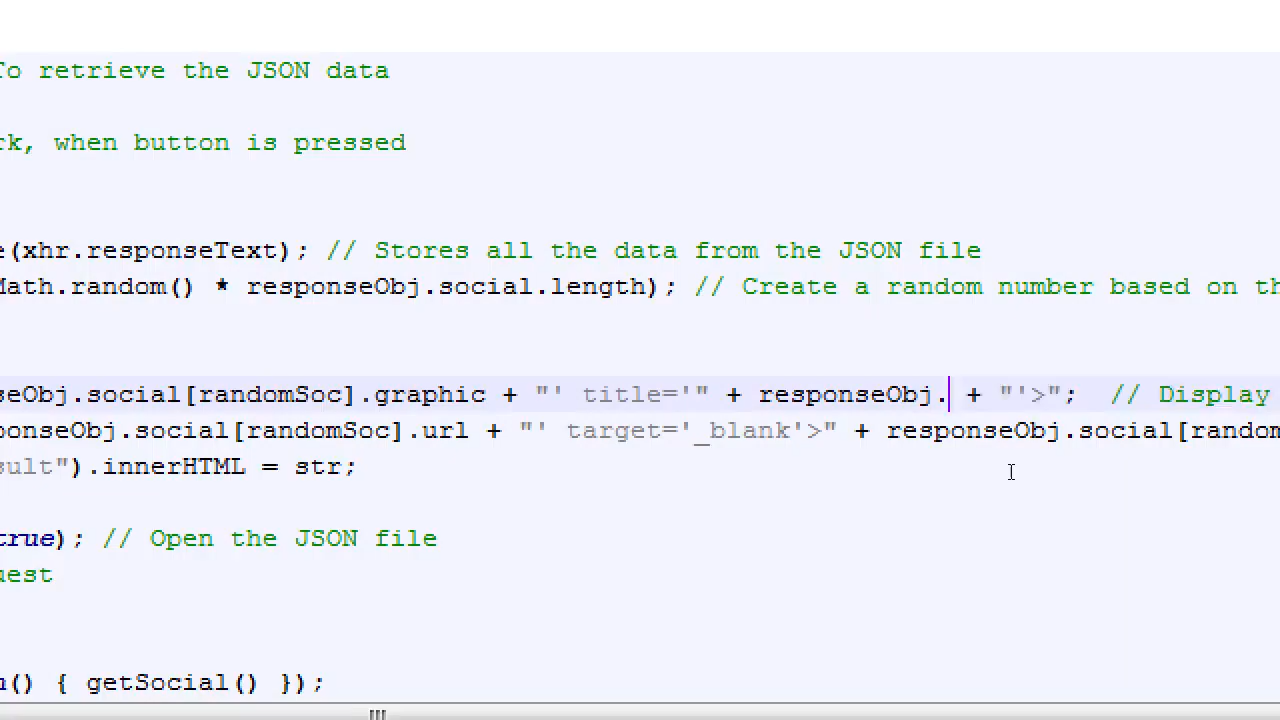 To retrieve the JSON data
rk, when button is pressed
e(xhr.responseText); // Stores all the data from the JSON file
Math.random() * responseObj.social.length); // Create a random number based on th
seObj.social[randomSoc].graphic + "' title='" + responseObj. + "'>";  // Display
ponseObj.social[randomSoc].url + "' target='_blank'>" + responseObj.social[random
sult").innerHTML = str;
true); // Open the JSON file
uest
n() { getSocial() });